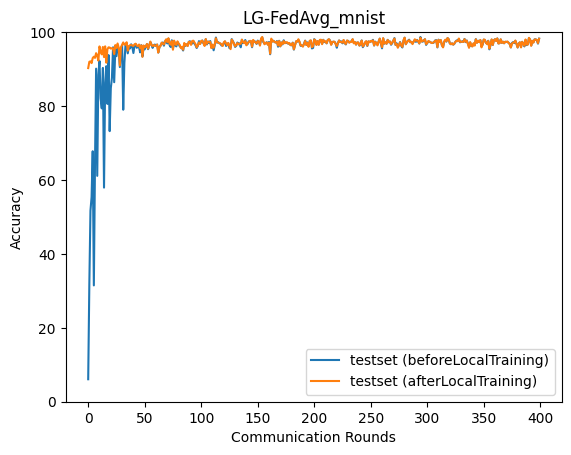 LG-FedAvg_mnist
100
80
60
40
20
0
Accuracy
testset (beforeLocalTraining)
testset (afterLocalTraining)
0 50 100 150 200 250 300 350 400
Communication Rounds